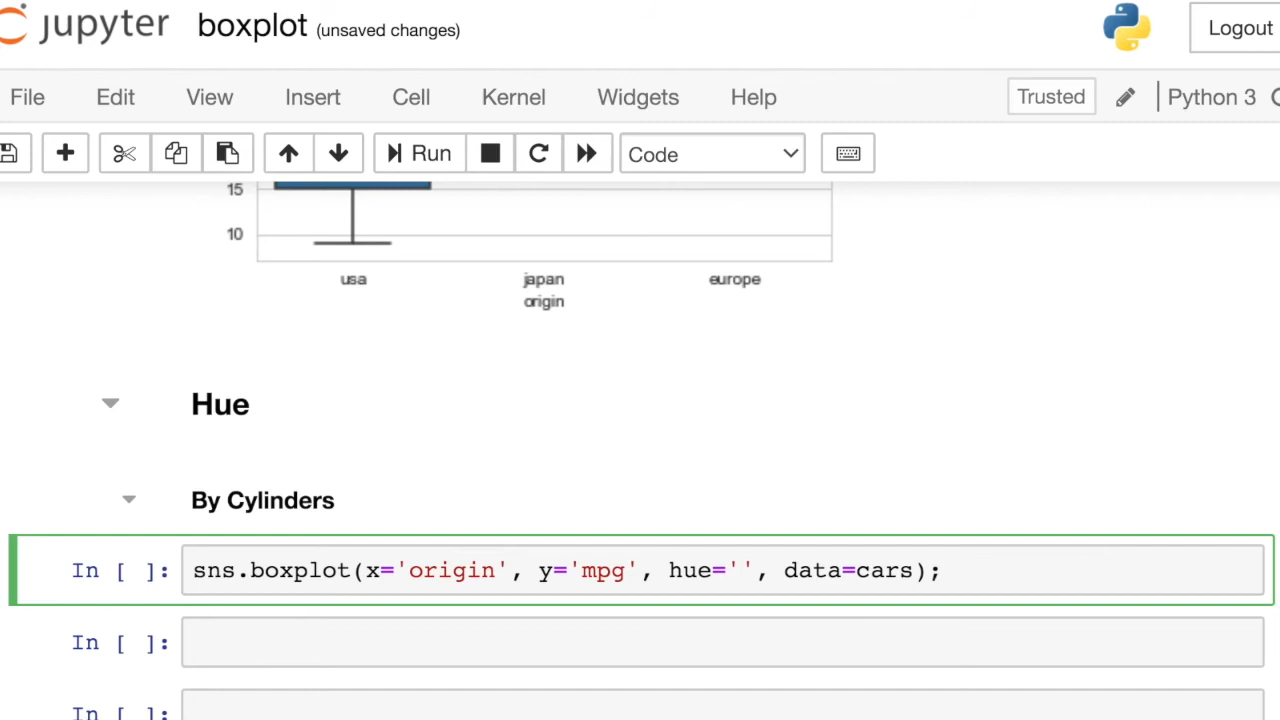 jupyter boxplot (unsaved changes) Logout
File Edit View Insert Cell Kernel Widgets Help Trusted Python 3
Run Code
15
10
usa japan europe
origin
Hue
By Cylinders
In [ ]: sns.boxplot(x='origin', y='mpg', hue='', data=cars);
In [ ]:
In [ ]: